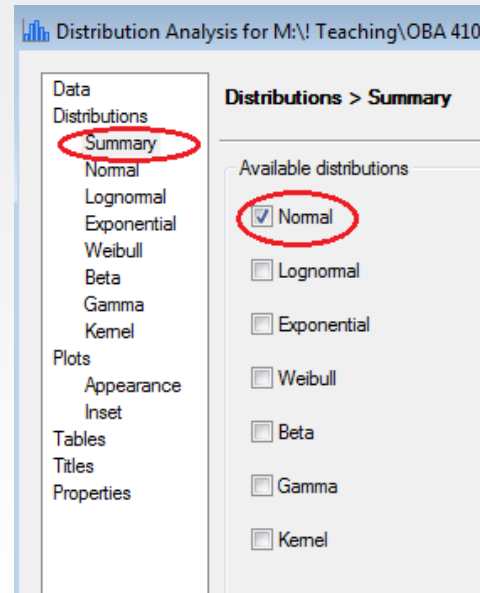 Distribution Analysis for M:\! Teaching\OBA 410
Data
Distributions
Summary
Normal
Lognormal
Exponential
Weibull
Beta
Gamma
Kernel
Plots
Appearance
Inset
Tables
Titles
Properties
Distributions > Summary
Available distributions
Normal
Lognormal
Exponential
Weibull
Beta
Gamma
Kernel